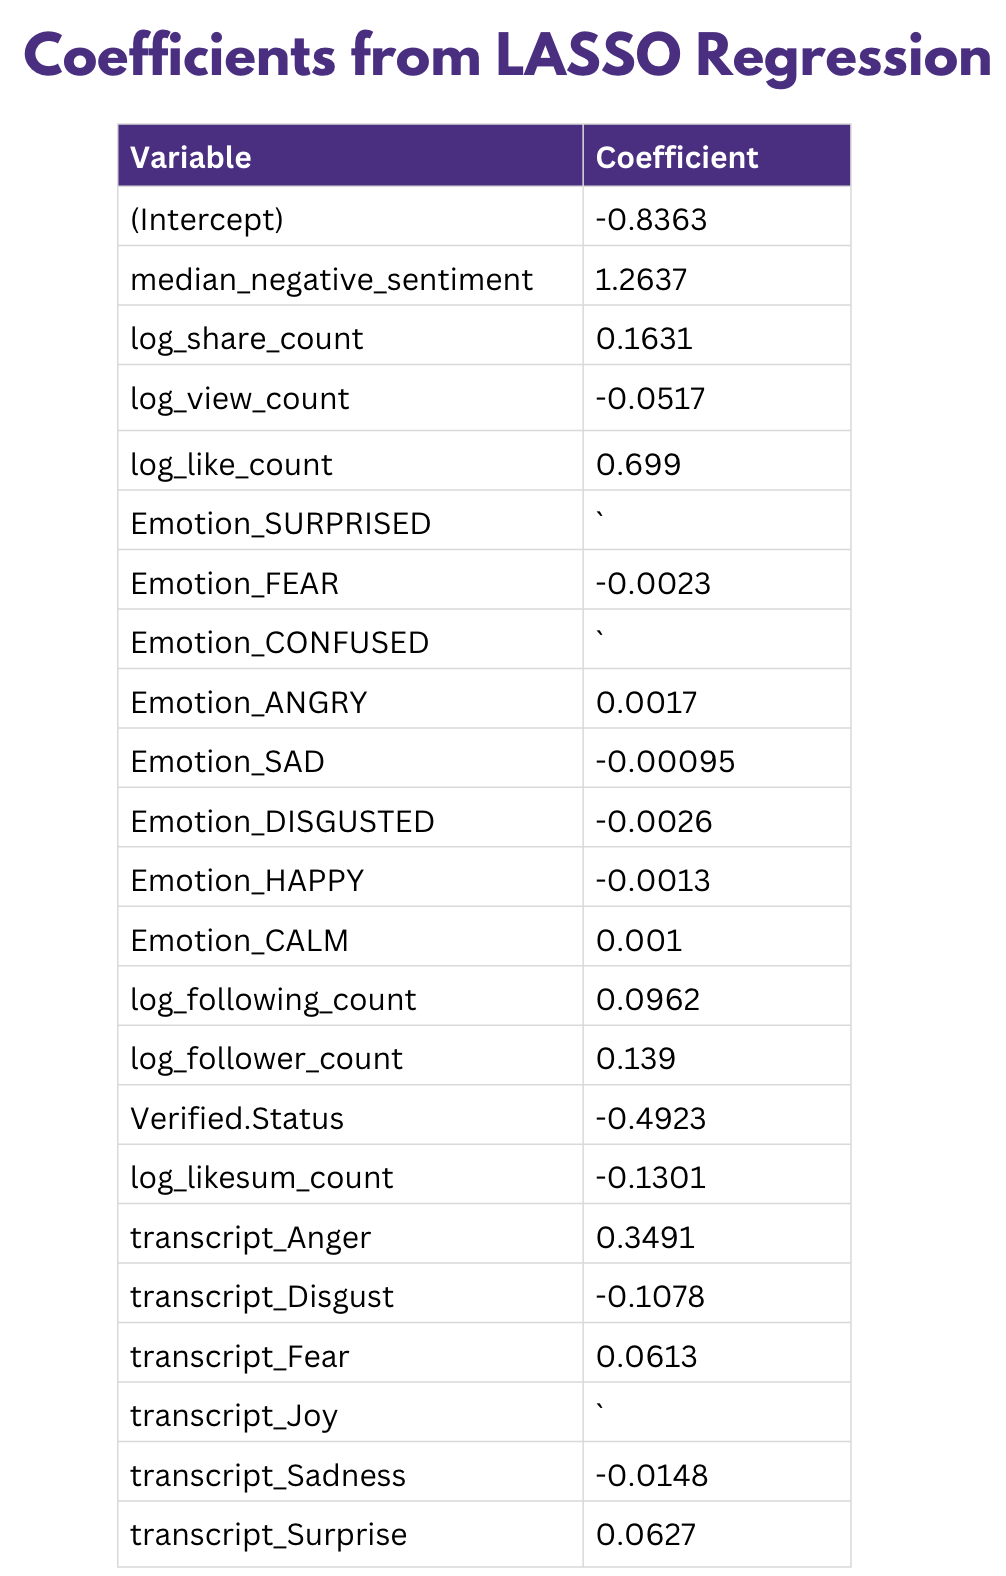 Coefficients from LASSO Regression
Variable Coefficient
(Intercept) -0.8363
median_negative_sentiment 1.2637
log_share_count 0.1631
log_view_count -0.0517
log_like_count 0.699
Emotion_SURPRISED `
Emotion_FEAR -0.0023
Emotion_CONFUSED `
Emotion_ANGRY 0.0017
Emotion_SAD -0.00095
Emotion_DISGUSTED -0.0026
Emotion_HAPPY -0.0013
Emotion_CALM 0.001
log_following_count 0.0962
log_follower_count 0.139
Verified.Status -0.4923
log_likesum_count -0.1301
transcript_Anger 0.3491
transcript_Disgust -0.1078
transcript_Fear 0.0613
transcript_Joy `
transcript_Sadness -0.0148
transcript_Surprise 0.0627